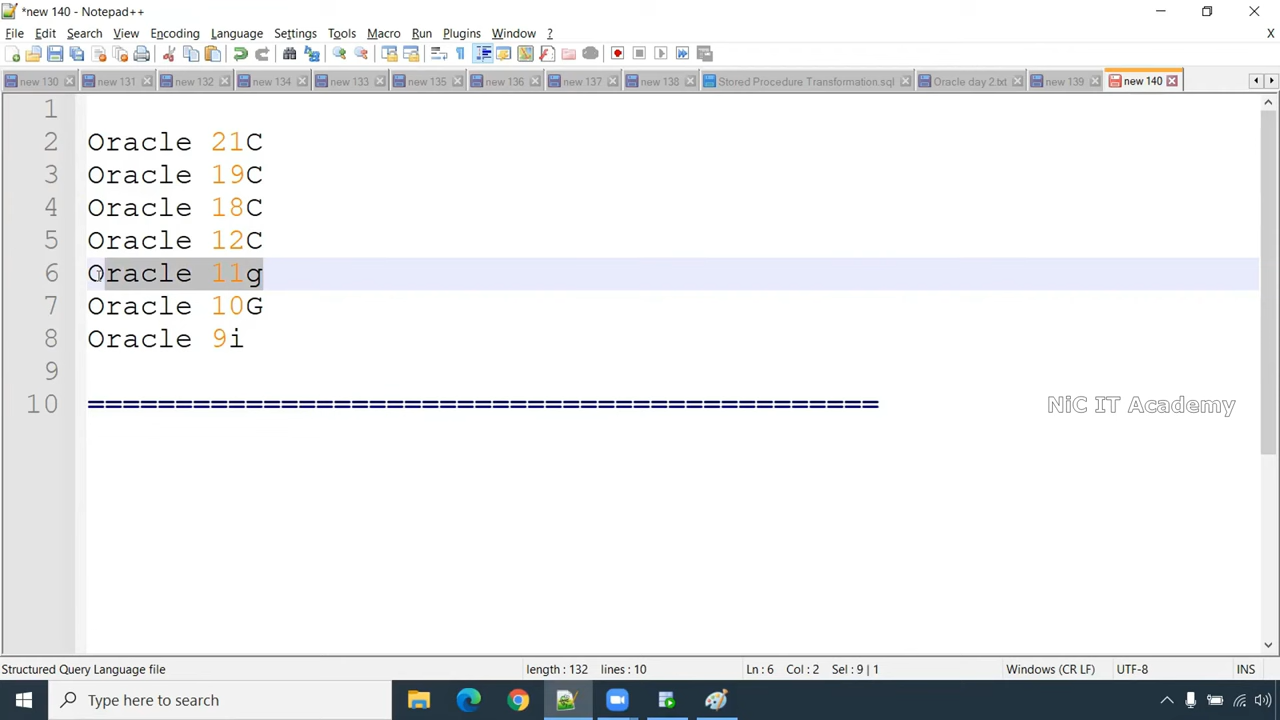 *new 140 - Notepad++
File Edit Search View Encoding Language Settings Tools Macro Run Plugins Window ? X
new 130 new 131 new 132 new 134 new 133 new 135 new 136 new 137 new 138 Stored Procedure Transformation.sql Oracle day 2.txt new 139 new 140
1
2 Oracle 21C
3 Oracle 19C
4 Oracle 18C
5 Oracle 12C
6 Oracle 11g
7 Oracle 10G
8 Oracle 9i
9
10 =============================================
NiC IT Academy
Structured Query Language file length : 132 lines : 10 Ln : 6 Col : 2 Sel : 9 | 1 Windows (CR LF) UTF-8 INS
Type here to search